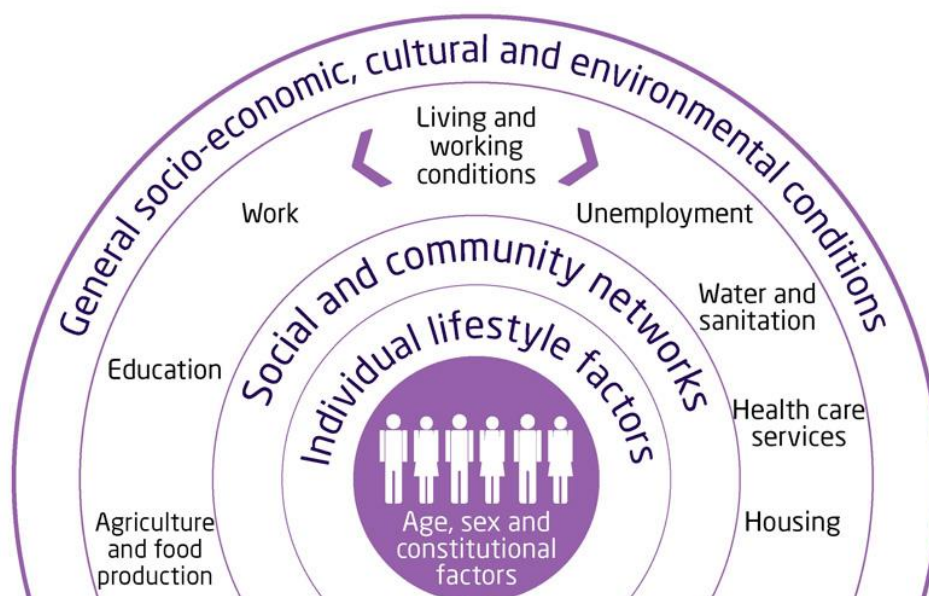 General socio-economic, cultural and environmental conditions
Living and
working
conditions
Work
Unemployment
Social and community networks
Water and
sanitation
Individual lifestyle factors
Education
Health care
services
Agriculture
and food
production
Housing
Age, sex and
constitutional
factors